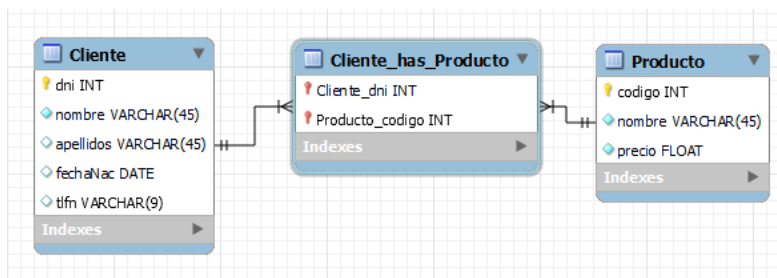 Cliente
dni INT
nombre VARCHAR(45)
apellidos VARCHAR(45)
fechaNac DATE
tlfn VARCHAR(9)
Indexes
Cliente_has_Producto
Cliente_dni INT
Producto_codigo INT
Indexes
Producto
codigo INT
nombre VARCHAR(45)
precio FLOAT
Indexes